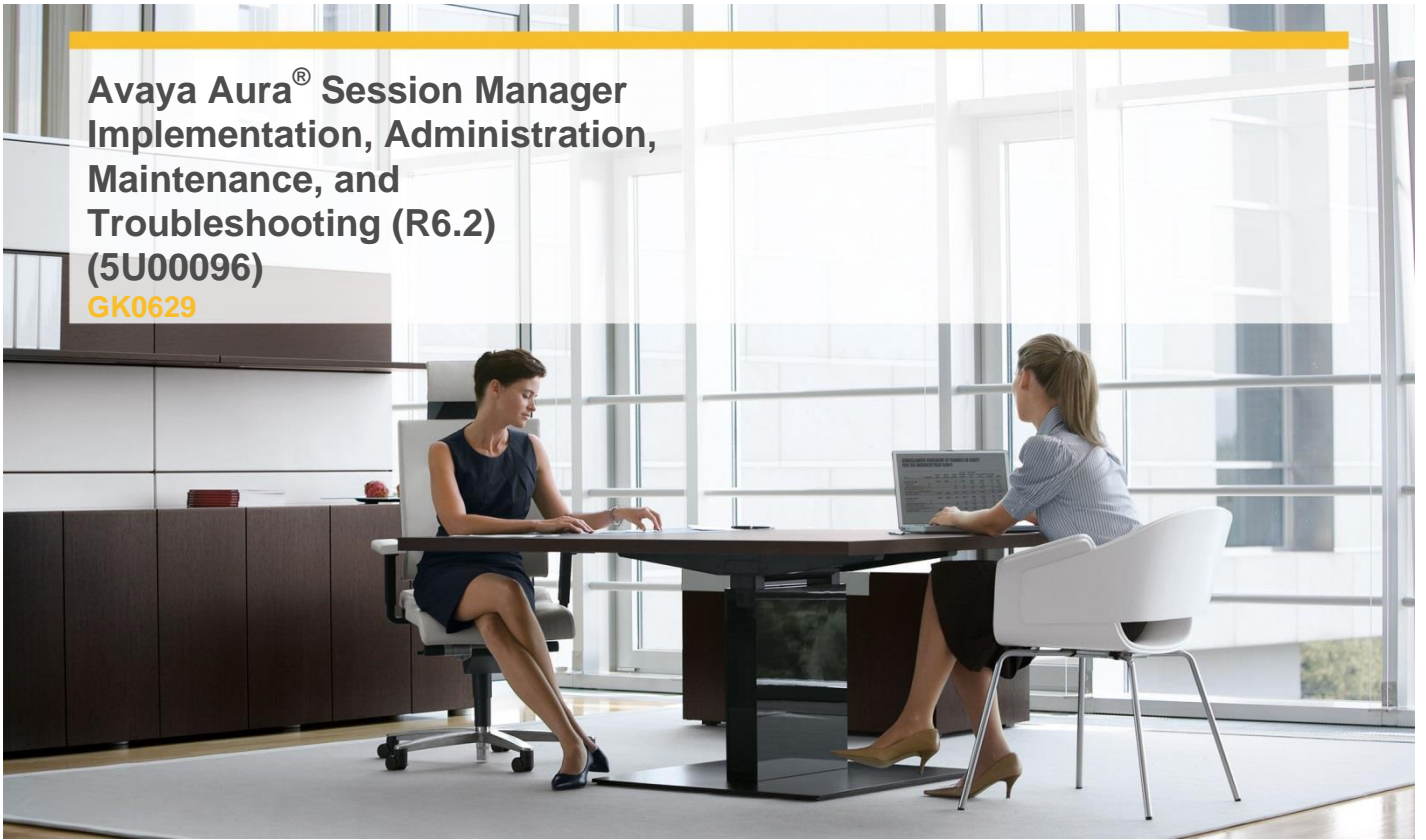 Avaya Aura® Session Manager
Implementation, Administration,
Maintenance, and
Troubleshooting (R6.2)
(5U00096)
GK0629